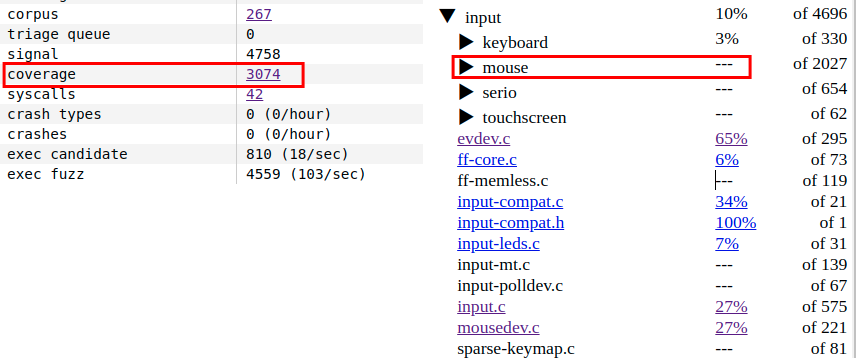 corpus 267
triage queue 0
signal 4758
coverage 3074
syscalls 42
crash types 0 (0/hour)
crashes 0 (0/hour)
exec candidate 810 (18/sec)
exec fuzz 4559 (103/sec)
▼ input 10% of 4696
▶ keyboard 3% of 330
▶ mouse --- of 2027
▶ serio --- of 654
▶ touchscreen --- of 62
evdev.c 65% of 295
ff-core.c 6% of 73
ff-memless.c --- of 119
input-compat.c 34% of 21
input-compat.h 100% of 1
input-leds.c 7% of 31
input-mt.c --- of 139
input-polldev.c --- of 67
input.c 27% of 575
mousedev.c 27% of 221
sparse-keymap.c --- of 81